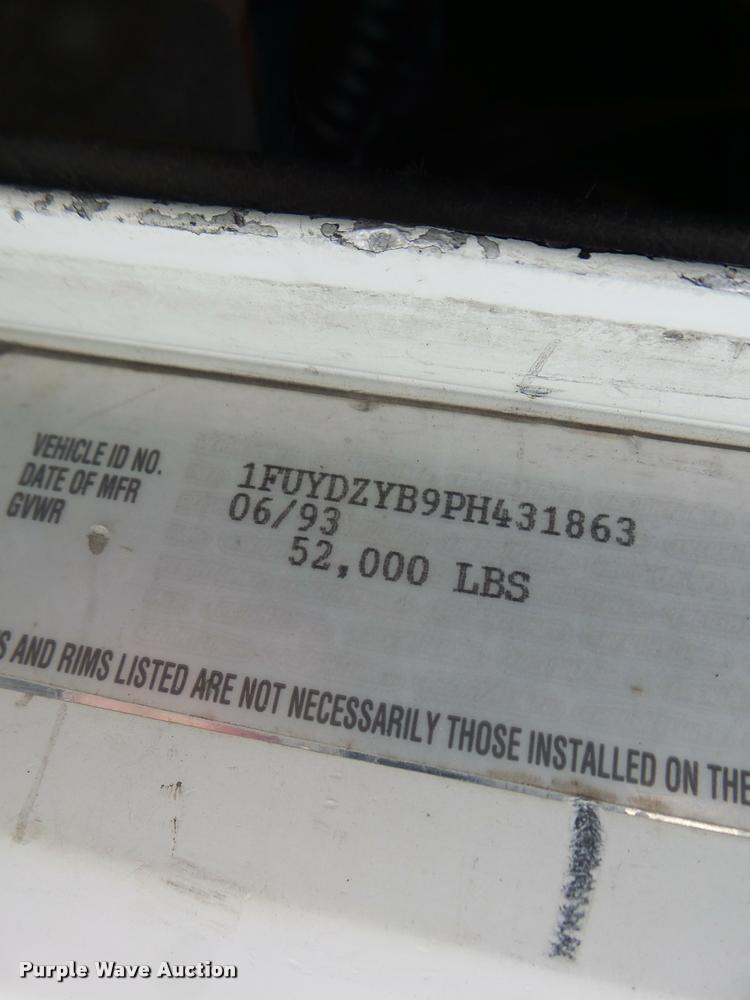 VEHICLE ID NO. 1FUYDZYB9PH431863
DATE OF MFR 06/93
GVWR 52,000 LBS
S AND RIMS LISTED ARE NOT NECESSARILY THOSE INSTALLED ON THE
Purple Wave Auction